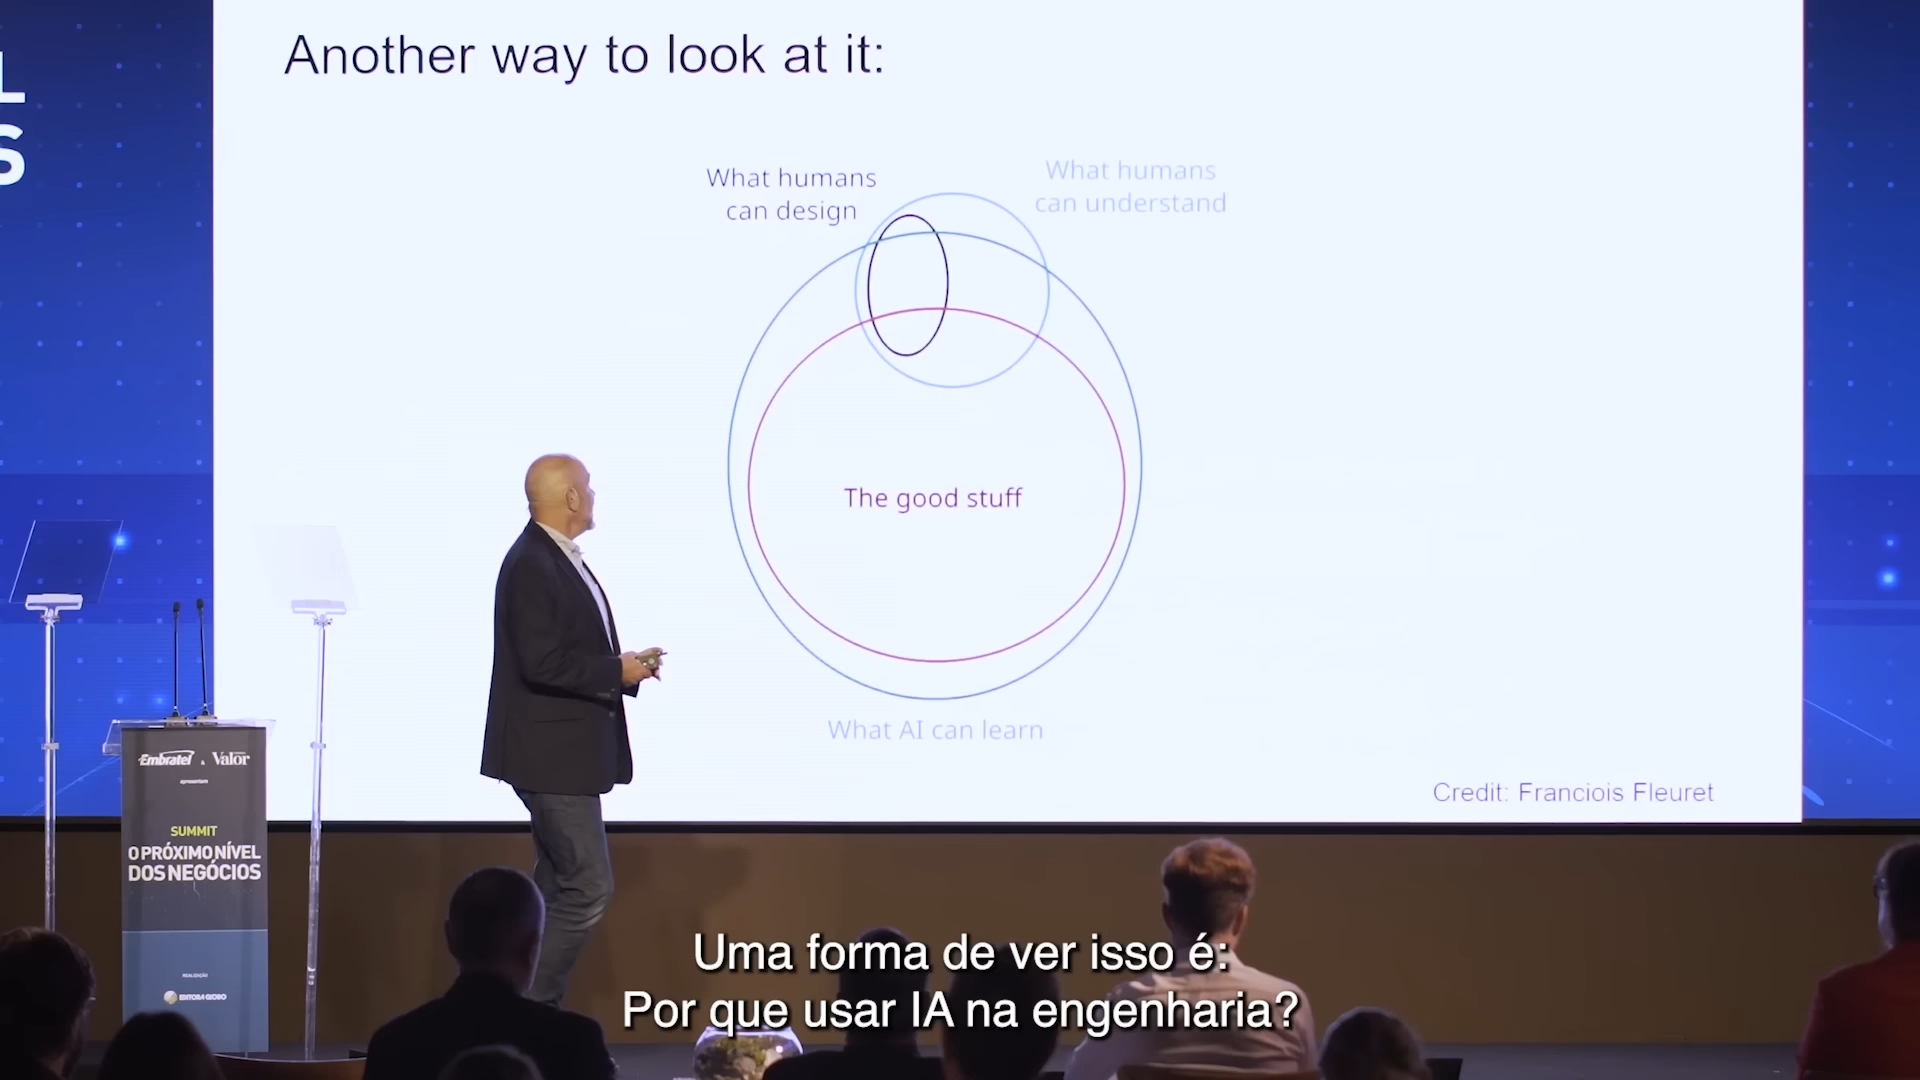 L
S
Another way to look at it:
What humans
can design
What humans
can understand
The good stuff
What AI can learn
Credit: Franciois Fleuret
Embratel & Valor
apresentam
SUMMIT
O PRÓXIMO NÍVEL
DOS NEGÓCIOS
REALIZAÇÃO
EDITORA GLOBO
Uma forma de ver isso é:
Por que usar IA na engenharia?